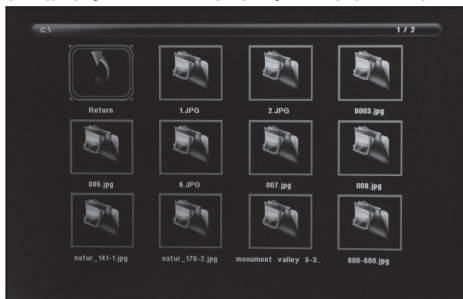 C:\ 1 / 2
Return 1.JPG 2.JPG 0003.jpg
006.jpg 6.JPG 007.jpg 008.jpg
natur_141-1.jpg natur_178-2.jpg monument valley 5-3.. 800-600.jpg